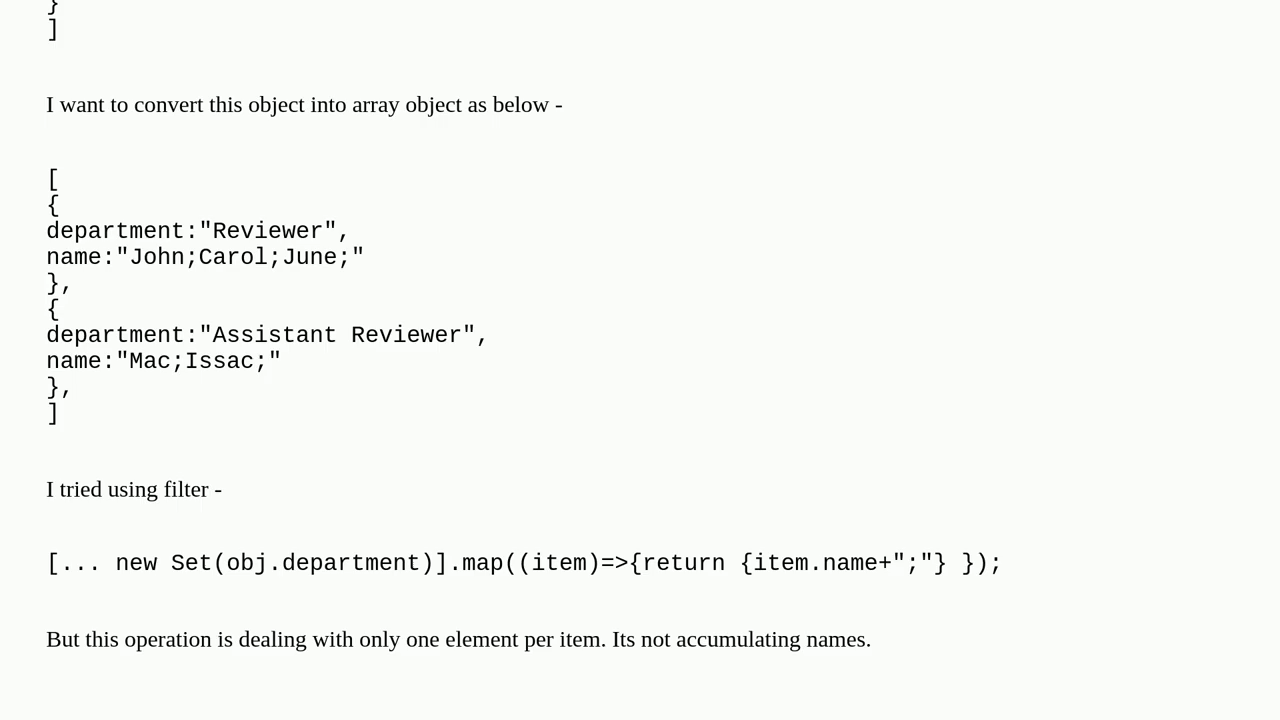 }
]
I want to convert this object into array object as below -
[
{
department:"Reviewer",
name:"John;Carol;June;"
},
{
department:"Assistant Reviewer",
name:"Mac;Issac;"
},
]
I tried using filter -
[... new Set(obj.department)].map((item)=>{return {item.name+";"} });
But this operation is dealing with only one element per item. Its not accumulating names.